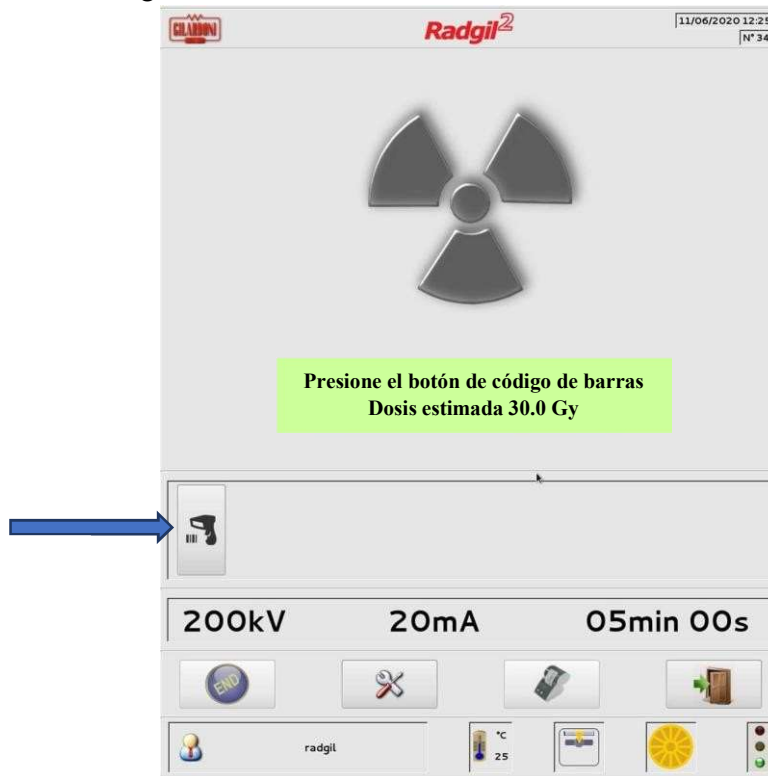 GILARDONI
Radgil2
11/06/2020 12:25
N° 34
Presione el botón de código de barras
Dosis estimada 30.0 Gy
200kV 20mA 05min 00s
END
radgil
°C
25